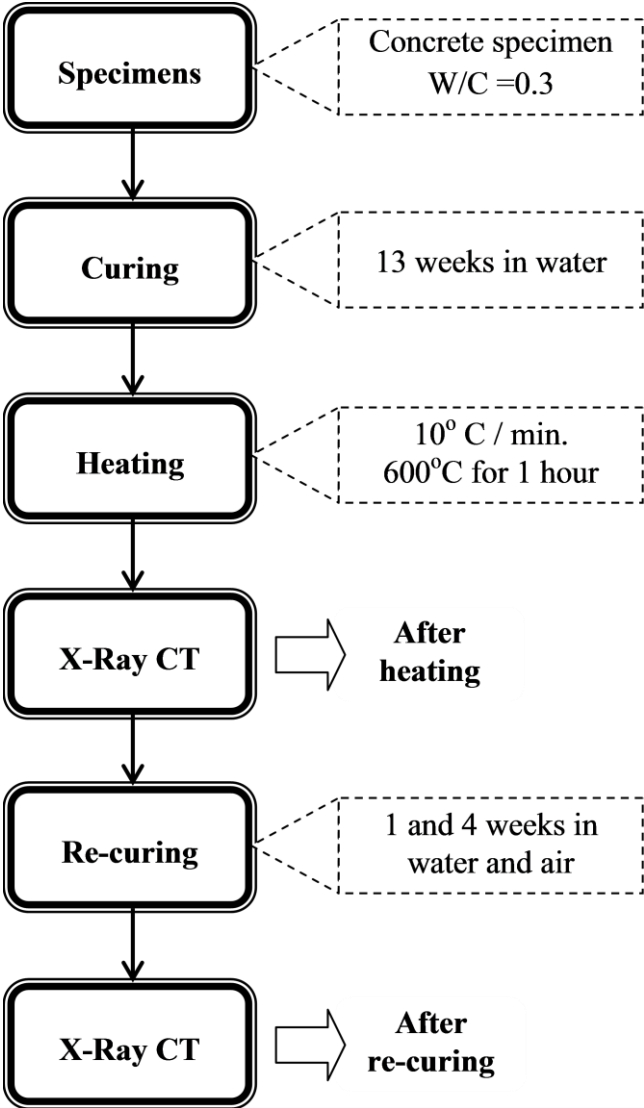 Specimens
Concrete specimen
W/C =0.3
Curing
13 weeks in water
Heating
10° C / min.
600°C for 1 hour
X-Ray CT
After
heating
Re-curing
1 and 4 weeks in
water and air
X-Ray CT
After
re-curing